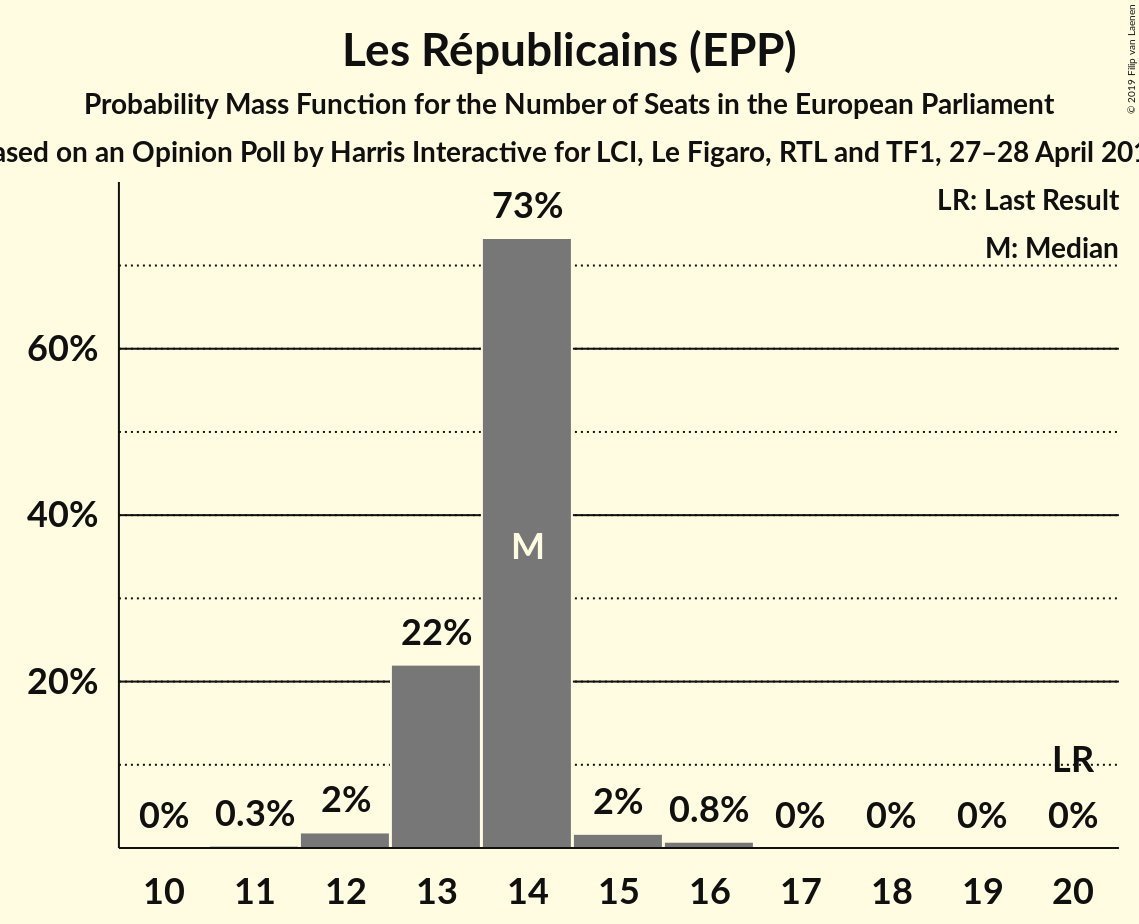 Les Républicains (EPP)
Probability Mass Function for the Number of Seats in the European Parliament
on an Opinion Poll by Harris Interactive for LCI, Le Figaro, RTL and TF1, 27–28 April
© 2019 Filip van Laenen
LR: Last Result
M: Median
73%
60%
40%
M
22%
20%
LR
0% 0.3% 2% 2% 0.8% 0% 0% 0% 0%
10 11 12 13 14 15 16 17 18 19 20